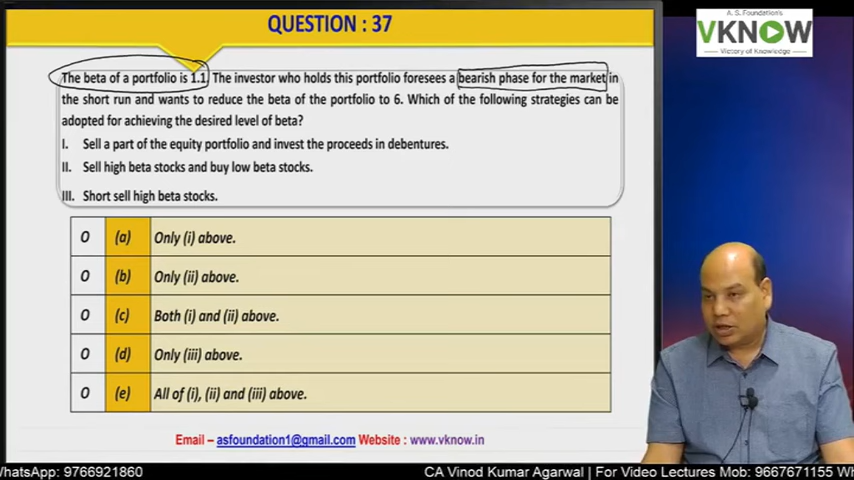 QUESTION : 37
A. S. Foundation's
VKNOW
Victory of Knowledge
The beta of a portfolio is 1.1. The investor who holds this portfolio foresees a bearish phase for the market in
the short run and wants to reduce the beta of the portfolio to 6. Which of the following strategies can be
adopted for achieving the desired level of beta?
I. Sell a part of the equity portfolio and invest the proceeds in debentures.
II. Sell high beta stocks and buy low beta stocks.
III. Short sell high beta stocks.
O (a) Only (i) above.
O (b) Only (ii) above.
O (c) Both (i) and (ii) above.
O (d) Only (iii) above.
O (e) All of (i), (ii) and (iii) above.
Email – asfoundation1@gmail.com Website : www.vknow.in
WhatsApp: 9766921860 CA Vinod Kumar Agarwal | For Video Lectures Mob: 9667671155 Wh